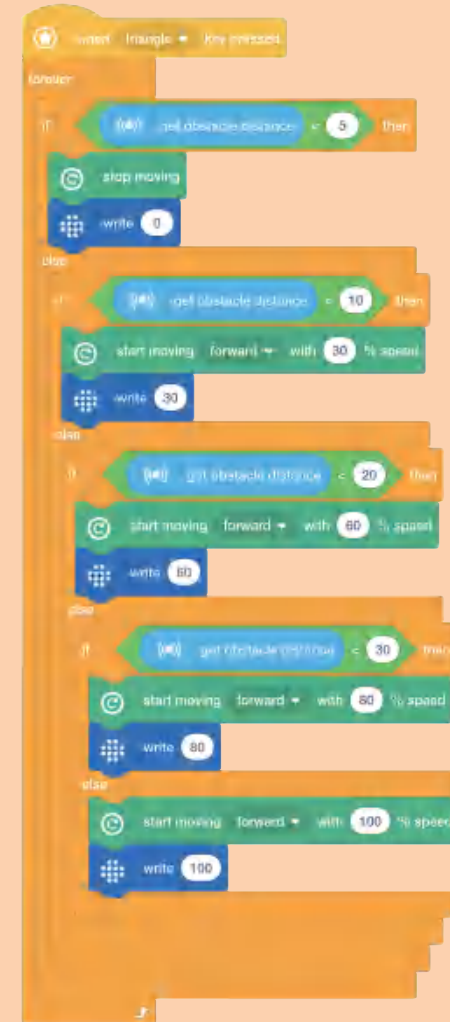 when triangle key pressed
forever
if get obstacle distance < 5 then
stop moving
write 0
else
if get obstacle distance < 10 then
start moving forward with 30 % speed
write 30
else
if get obstacle distance < 20 then
start moving forward with 60 % speed
write 60
else
if get obstacle distance < 30 then
start moving forward with 80 % speed
write 80
else
start moving forward with 100 % speed
write 100